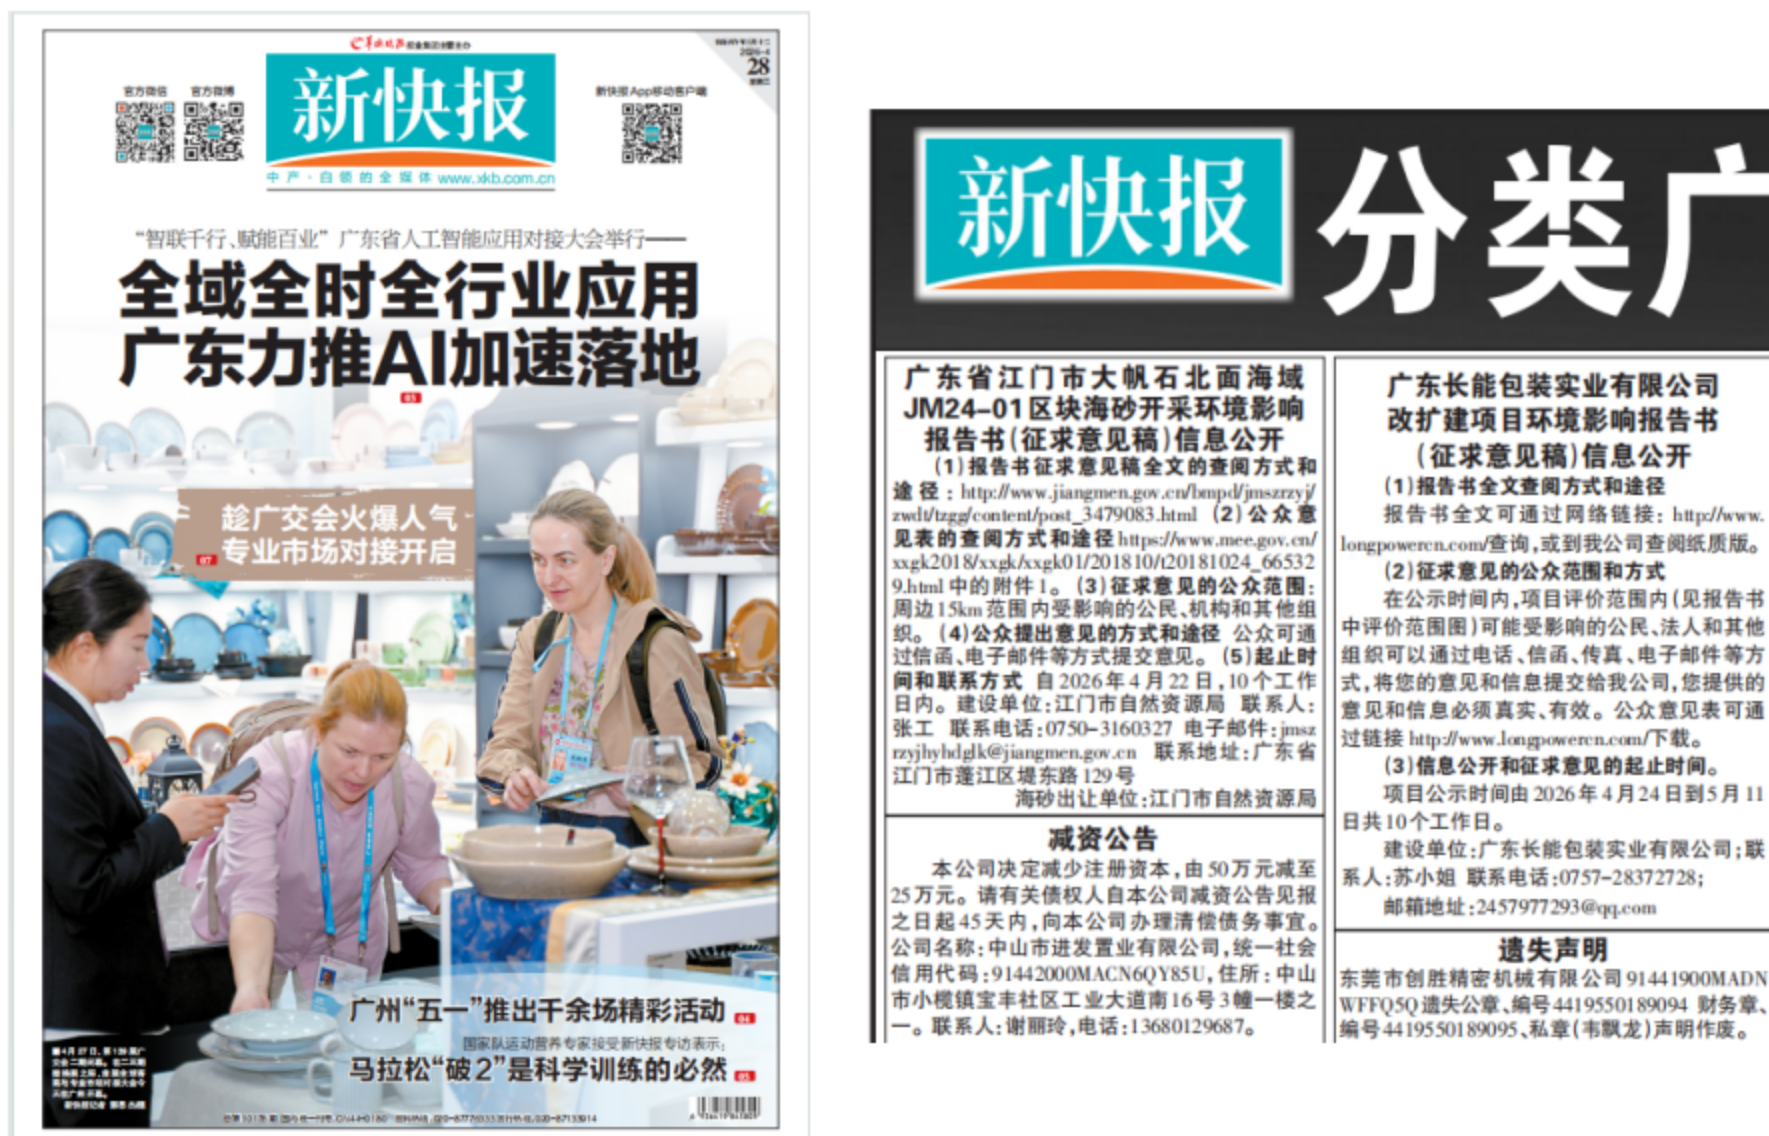 羊城晚报报业集团主管主办
2026-4
28
官方微信
官方微博
新快报
新快报App移动客户端
中产·白领的全媒体 www.xkb.com.cn
“智联千行、赋能百业”广东省人工智能应用对接大会举行——
全域全时全行业应用
广东力推AI加速落地
03
趁广交会火爆人气
专业市场对接开启
07
广州“五一”推出千余场精彩活动
04
国家队运动营养专家接受新快报专访表示：
马拉松“破2”是科学训练的必然
05
新快报
分类广
广东省江门市大帆石北面海域
JM24-01区块海砂开采环境影响
报告书(征求意见稿)信息公开
(1)报告书征求意见稿全文的查阅方式和
途径：http://www.jiangmen.gov.cn/bmpd/jmszrzyj/
zwdt/tzgg/content/post_3479083.html (2)公众意
见表的查阅方式和途径https://www.mee.gov.cn/
xxgk2018/xxgk/xxgk01/201810/t20181024_66532
9.html中的附件1。(3)征求意见的公众范围：
周边15km范围内受影响的公民、机构和其他组
织。(4)公众提出意见的方式和途径 公众可通
过信函、电子邮件等方式提交意见。(5)起止时
间和联系方式 自2026年4月22日,10个工作
日内。建设单位:江门市自然资源局 联系人:
张工 联系电话:0750-3160327 电子邮件:jmsz
rzyjhyhdglk@jiangmen.gov.cn 联系地址:广东省
江门市蓬江区堤东路129号
海砂出让单位:江门市自然资源局
减资公告
本公司决定减少注册资本,由50万元减至
25万元。请有关债权人自本公司减资公告见报
之日起45天内,向本公司办理清偿债务事宜。
公司名称:中山市进发置业有限公司,统一社会
信用代码:91442000MACN6QY85U,住所:中山
市小榄镇宝丰社区工业大道南16号3幢一楼之
一。联系人:谢丽玲,电话:13680129687。
广东长能包装实业有限公司
改扩建项目环境影响报告书
(征求意见稿)信息公开
(1)报告书全文查阅方式和途径
报告书全文可通过网络链接：http://www.
longpowercn.com/查询,或到我公司查阅纸质版。
(2)征求意见的公众范围和方式
在公示时间内,项目评价范围内(见报告书
中评价范围图)可能受影响的公民、法人和其他
组织可以通过电话、信函、传真、电子邮件等方
式,将您的意见和信息提交给我公司,您提供的
意见和信息必须真实、有效。公众意见表可通
过链接http://www.longpowercn.com/下载。
(3)信息公开和征求意见的起止时间。
项目公示时间由2026年4月24日到5月11
日共10个工作日。
建设单位:广东长能包装实业有限公司;联
系人:苏小姐 联系电话:0757-28372728;
邮箱地址:2457977293@qq.com
遗失声明
东莞市创胜精密机械有限公司91441900MADN
WFFQ5Q遗失公章、编号4419550189094 财务章、
编号4419550189095、私章(韦飘龙)声明作废。